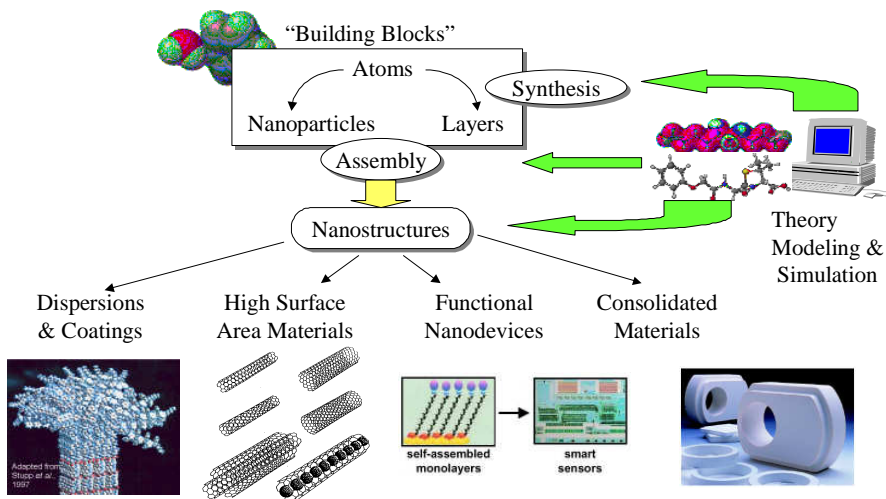 “Building Blocks”
Atoms
Synthesis
Nanoparticles
Layers
Assembly
Nanostructures
Theory
Modeling &
Simulation
Dispersions
& Coatings
High Surface
Area Materials
Functional
Nanodevices
Consolidated
Materials
Adapted from
Stupp et al.,
1997
self-assembled
monolayers
smart
sensors